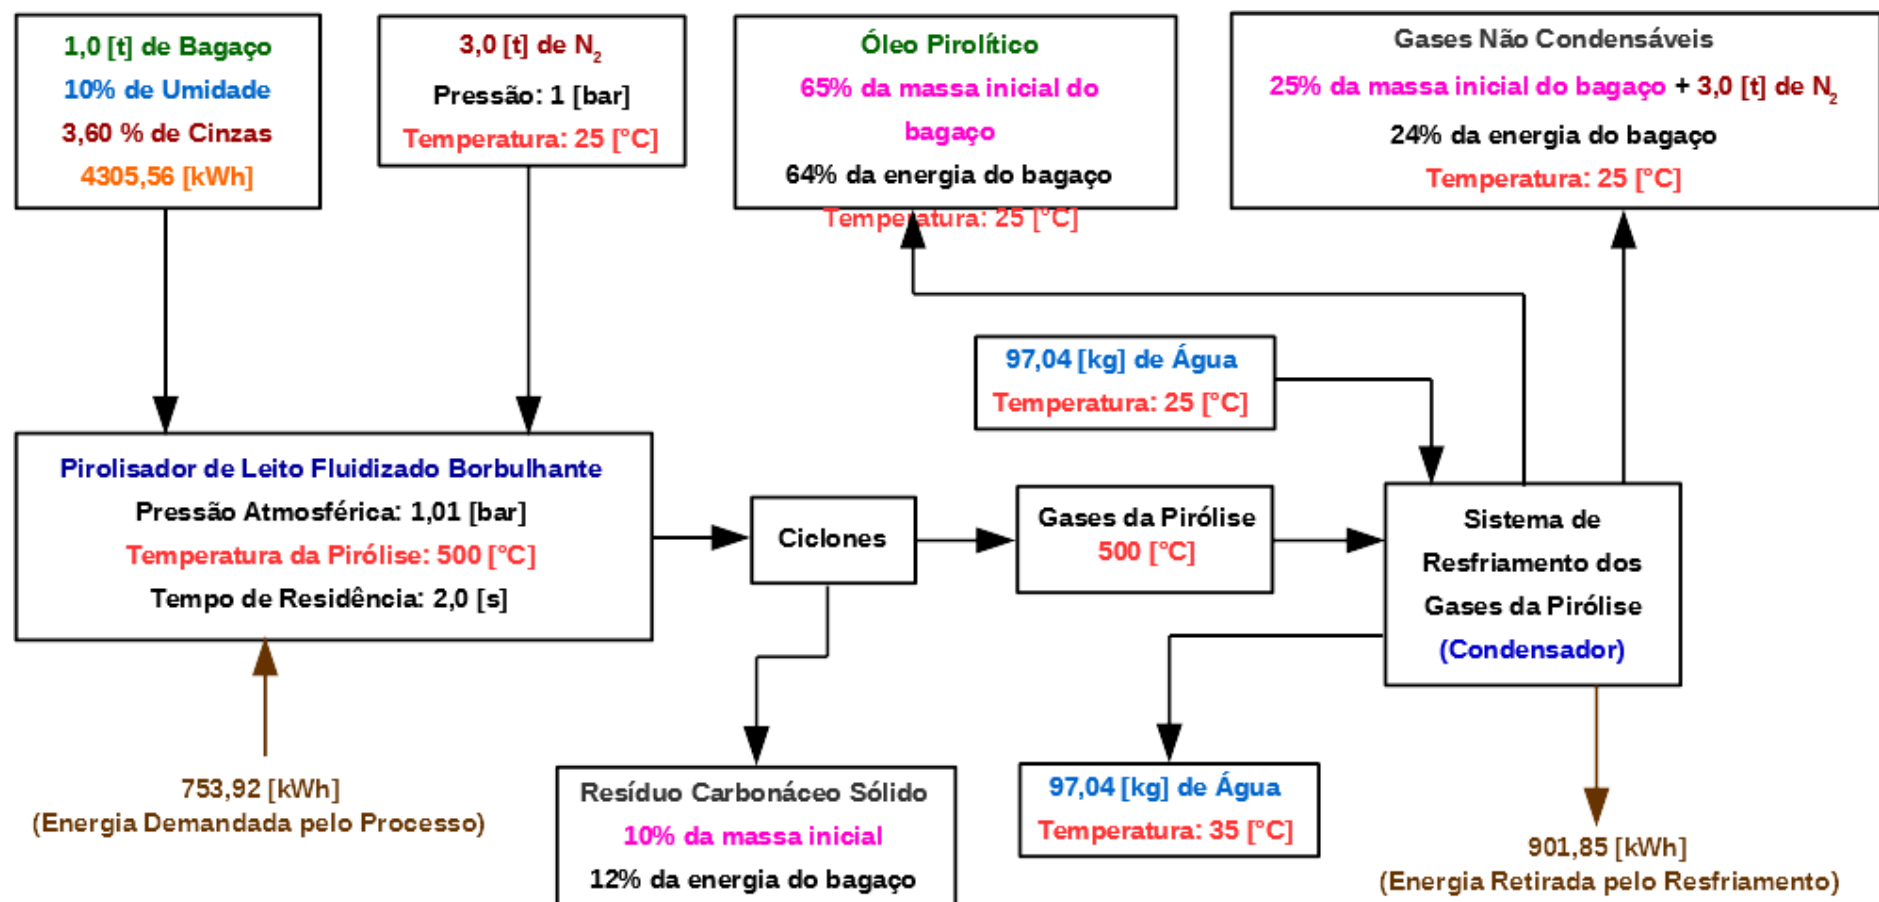 1,0 [t] de Bagaço
10% de Umidade
3,60 % de Cinzas
4305,56 [kWh]
3,0 [t] de N₂
Pressão: 1 [bar]
Temperatura: 25 [°C]
Óleo Pirolítico
65% da massa inicial do
bagaço
64% da energia do bagaço
Temperatura: 25 [°C]
Gases Não Condensáveis
25% da massa inicial do bagaço + 3,0 [t] de N₂
24% da energia do bagaço
Temperatura: 25 [°C]
97,04 [kg] de Água
Temperatura: 25 [°C]
Pirolisador de Leito Fluidizado Borbulhante
Pressão Atmosférica: 1,01 [bar]
Temperatura da Pirólise: 500 [°C]
Tempo de Residência: 2,0 [s]
Ciclones
Gases da Pirólise
500 [°C]
Sistema de
Resfriamento dos
Gases da Pirólise
(Condensador)
753,92 [kWh]
(Energia Demandada pelo Processo)
Resíduo Carbonáceo Sólido
10% da massa inicial
12% da energia do bagaço
97,04 [kg] de Água
Temperatura: 35 [°C]
901,85 [kWh]
(Energia Retirada pelo Resfriamento)